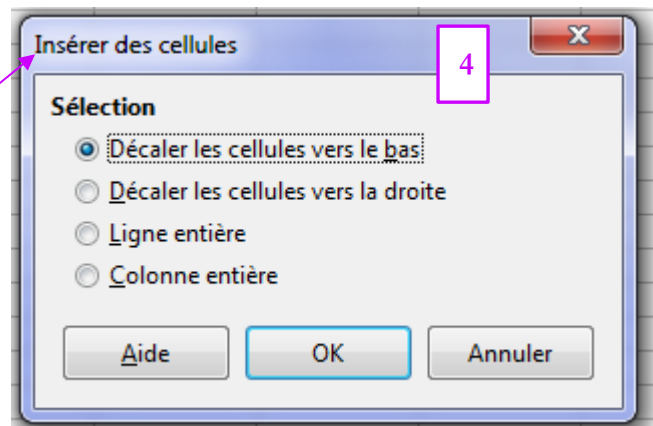 Insérer des cellules
4
Sélection
Décaler les cellules vers le bas
Décaler les cellules vers la droite
Ligne entière
Colonne entière
Aide
OK
Annuler